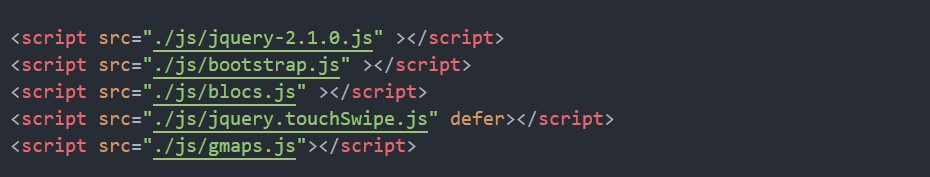 <script src="./js/jquery-2.1.0.js" ></script>
<script src="./js/bootstrap.js" ></script>
<script src="./js/blocs.js" ></script>
<script src="./js/jquery.touchSwipe.js" defer></script>
<script src="./js/gmaps.js"></script>